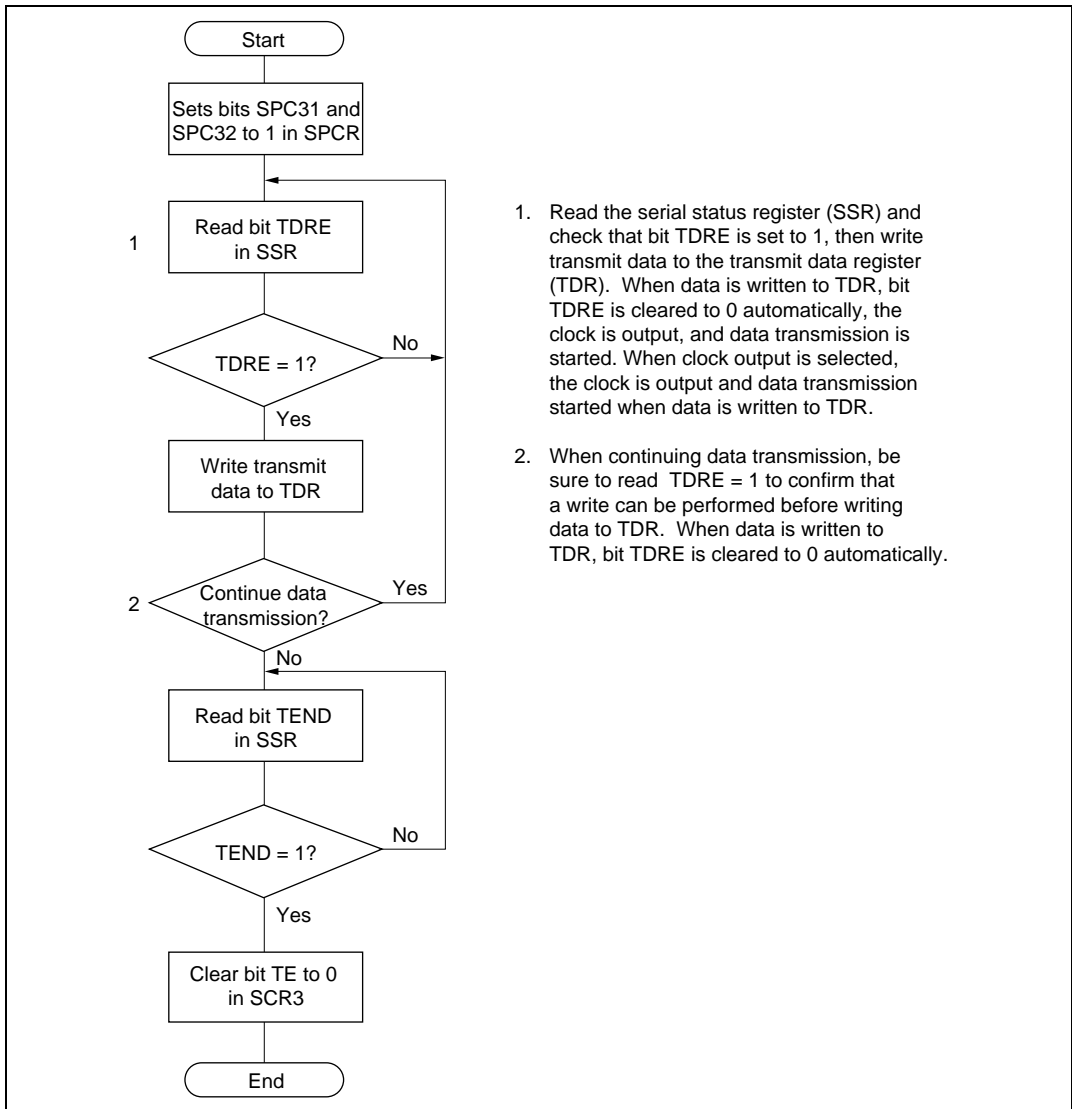 Start
Sets bits SPC31 and
SPC32 to 1 in SPCR
1
Read bit TDRE
in SSR
TDRE = 1?
No
Yes
Write transmit
data to TDR
2
Continue data
transmission?
Yes
No
Read bit TEND
in SSR
TEND = 1?
No
Yes
Clear bit TE to 0
in SCR3
End
1. Read the serial status register (SSR) and
check that bit TDRE is set to 1, then write
transmit data to the transmit data register
(TDR). When data is written to TDR, bit
TDRE is cleared to 0 automatically, the
clock is output, and data transmission is
started. When clock output is selected,
the clock is output and data transmission
started when data is written to TDR.
2. When continuing data transmission, be
sure to read TDRE = 1 to confirm that
a write can be performed before writing
data to TDR. When data is written to
TDR, bit TDRE is cleared to 0 automatically.